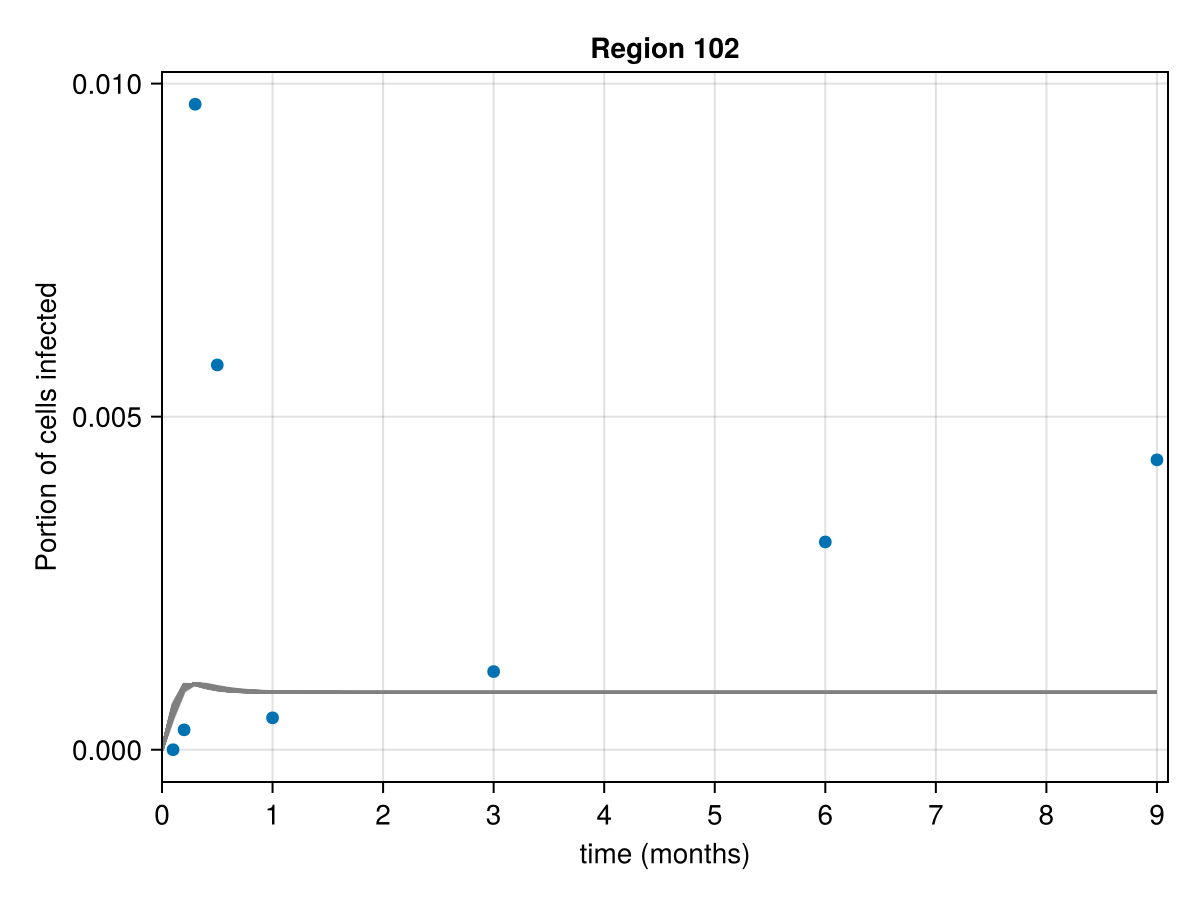 Region 102
0.010
0.005
0.000
Portion of cells infected
0 1 2 3 4 5 6 7 8 9
time (months)